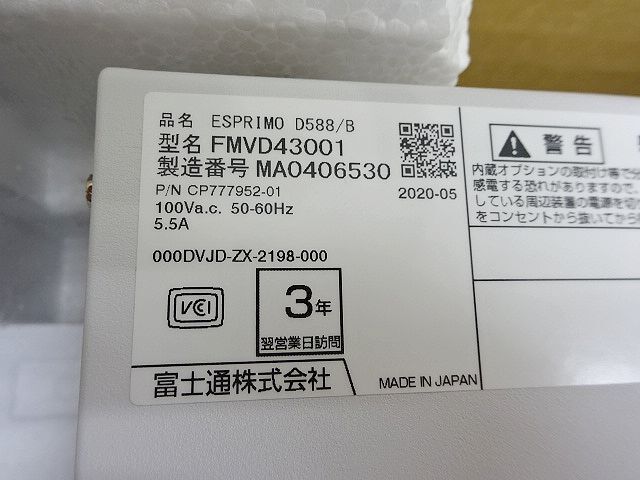 品名 ESPRIMO D588/B
型名 FMVD43001
製造番号 MA0406530
P/N CP777952-01
2020-05
100Va.c. 50-60Hz
5.5A
000DVJD-ZX-2198-000
VCI
3年
翌営業日訪問
富士通株式会社
MADE IN JAPAN
警告
内蔵オプションの取付け等で分
感電する恐れがありますので、
している周辺装置の電源を切
をコンセントから抜いてから